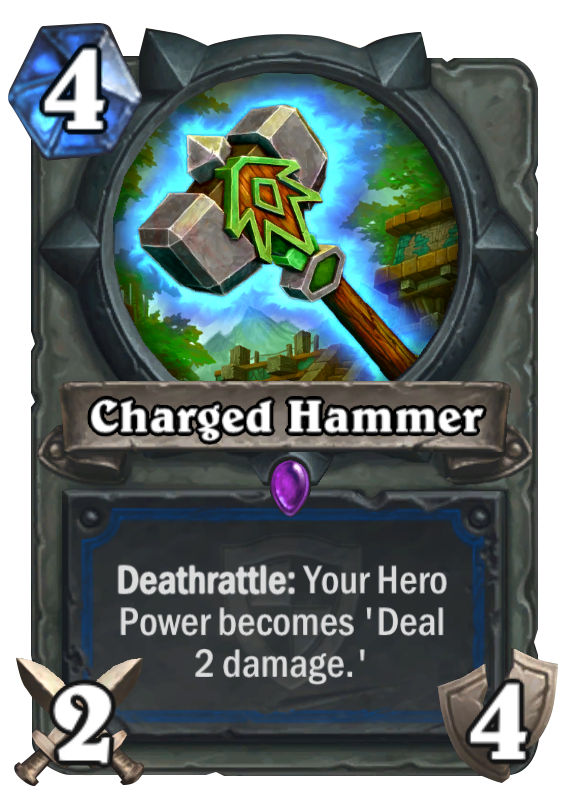 4
Charged Hammer
Deathrattle: Your Hero
Power becomes 'Deal
2 damage.'
2
4